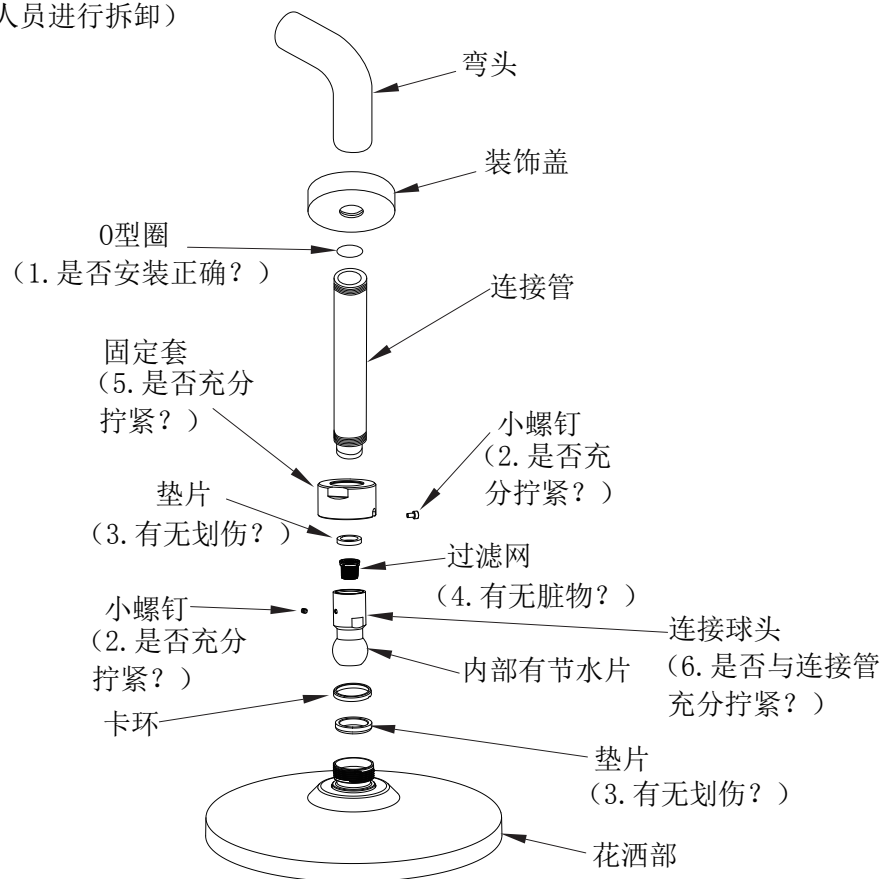 人员进行拆卸）
弯头
装饰盖
O型圈
（1.是否安装正确？）
连接管
固定套
（5.是否充分
拧紧？）
小螺钉
（2.是否充
分拧紧？）
垫片
（3.有无划伤？）
过滤网
（4.有无脏物？）
小螺钉
（2.是否充分
拧紧？）
连接球头
（6.是否与连接管
充分拧紧？）
内部有节水片
卡环
垫片
（3.有无划伤？）
花洒部